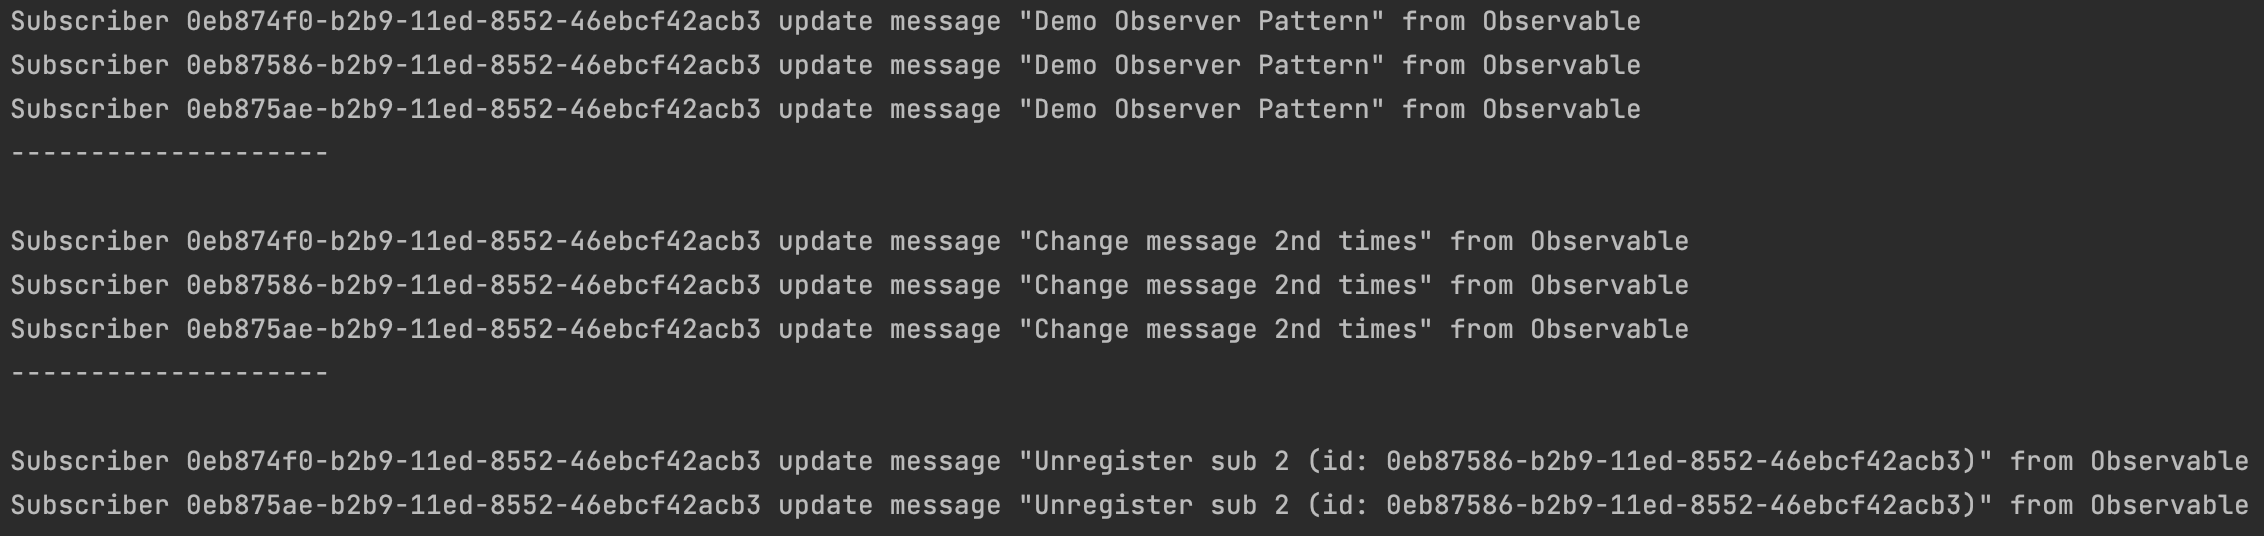 Subscriber 0eb874f0-b2b9-11ed-8552-46ebcf42acb3 update message "Demo Observer Pattern" from Observable
Subscriber 0eb87586-b2b9-11ed-8552-46ebcf42acb3 update message "Demo Observer Pattern" from Observable
Subscriber 0eb875ae-b2b9-11ed-8552-46ebcf42acb3 update message "Demo Observer Pattern" from Observable
--------------------
Subscriber 0eb874f0-b2b9-11ed-8552-46ebcf42acb3 update message "Change message 2nd times" from Observable
Subscriber 0eb87586-b2b9-11ed-8552-46ebcf42acb3 update message "Change message 2nd times" from Observable
Subscriber 0eb875ae-b2b9-11ed-8552-46ebcf42acb3 update message "Change message 2nd times" from Observable
--------------------
Subscriber 0eb874f0-b2b9-11ed-8552-46ebcf42acb3 update message "Unregister sub 2 (id: 0eb87586-b2b9-11ed-8552-46ebcf42acb3)" from Observable
Subscriber 0eb875ae-b2b9-11ed-8552-46ebcf42acb3 update message "Unregister sub 2 (id: 0eb87586-b2b9-11ed-8552-46ebcf42acb3)" from Observable